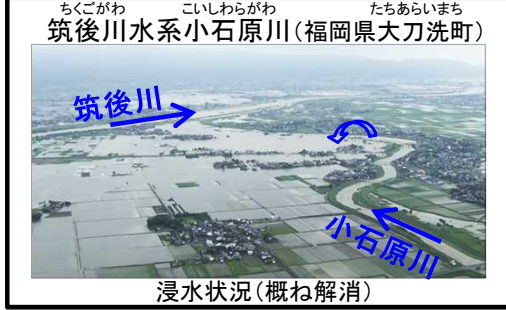 ちくごがわ こいしわらがわ たちあらいまち
筑後川水系小石原川(福岡県大刀洗町)
筑後川
小石原川
浸水状況(概ね解消)